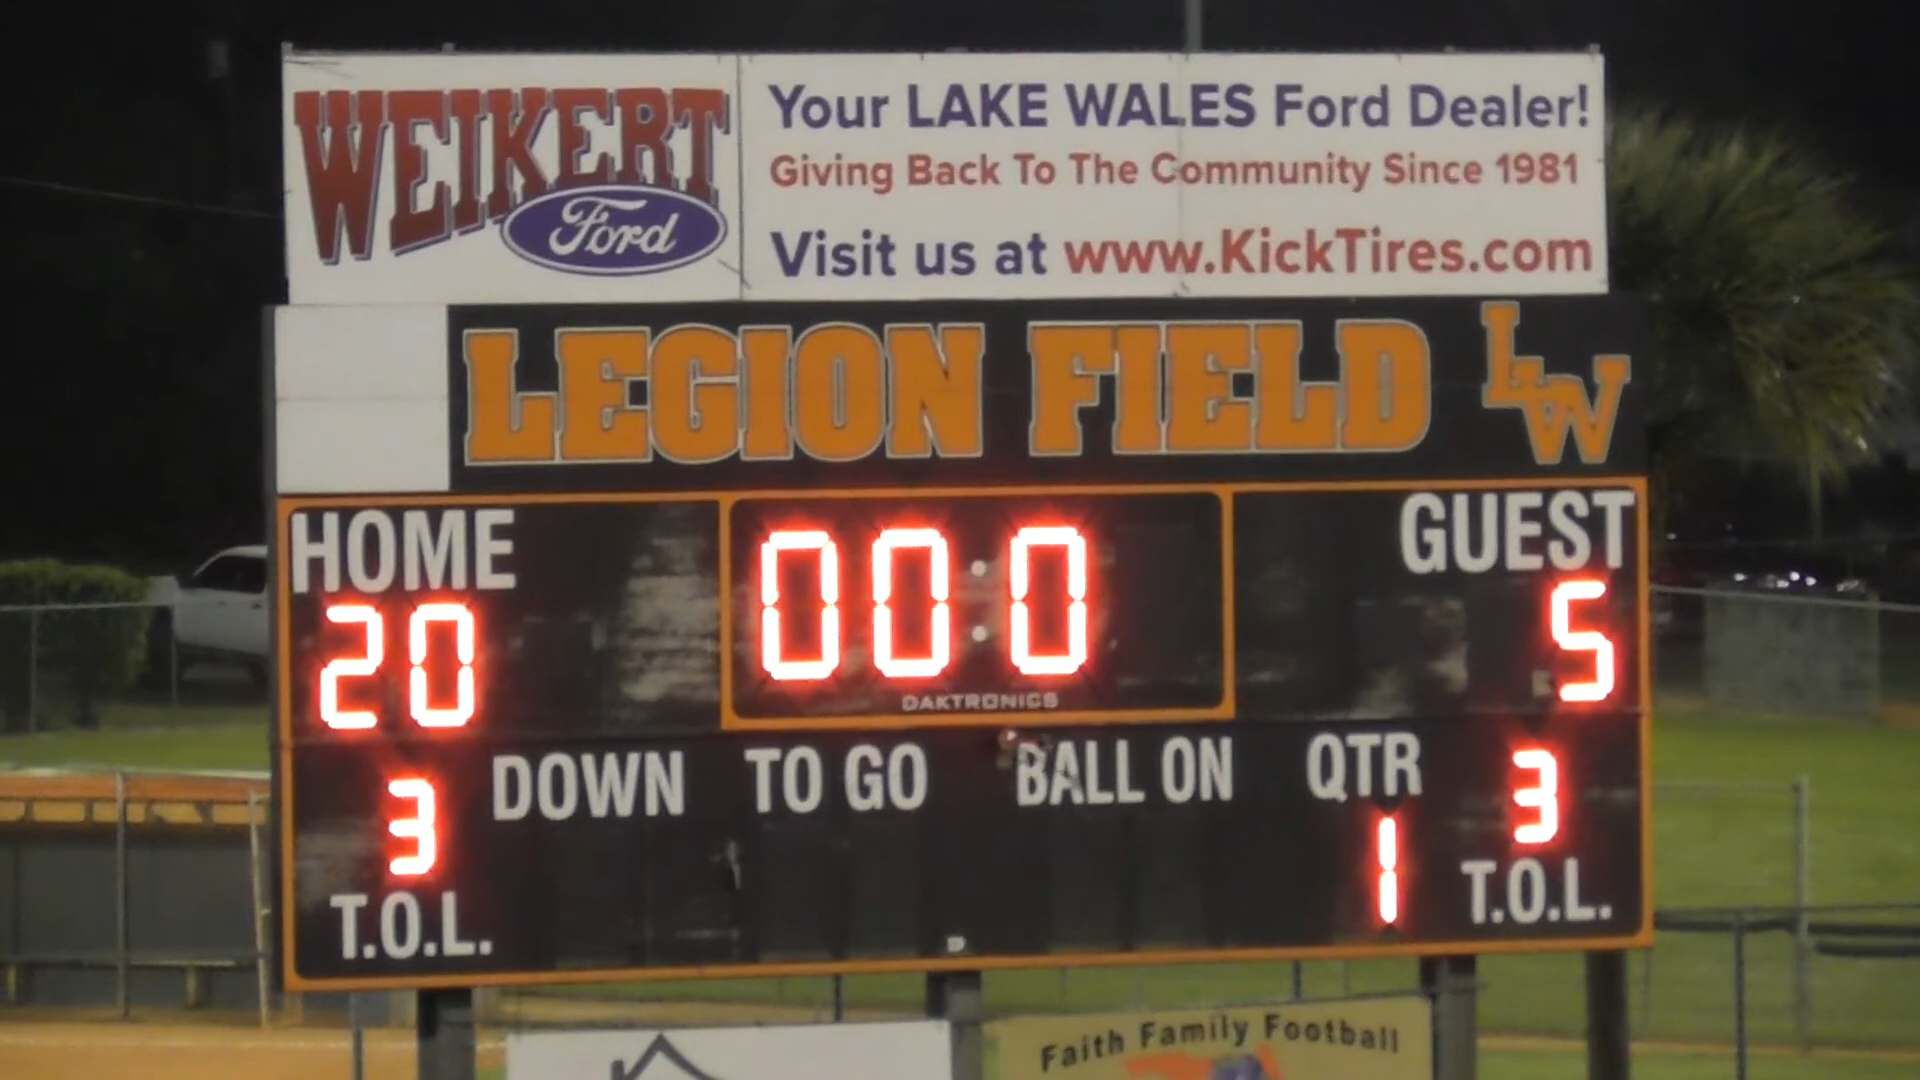 WEIKERT
Ford
Your LAKE WALES Ford Dealer!
Giving Back To The Community Since 1981
Visit us at www.KickTires.com
LEGION FIELD LW
HOME
GUEST
20
00:0
5
DAKTRONICS
DOWN TO GO BALL ON QTR
3
1
3
T.O.L.
T.O.L.
Faith Family Football